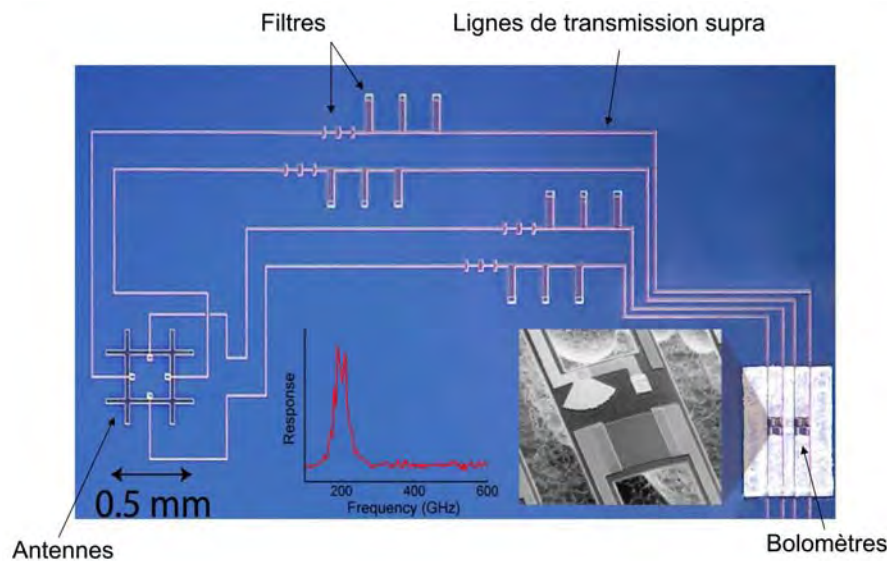 Filtres
Lignes de transmission supra
Response
200
400
600
Frequency (GHz)
0.5 mm
Antennes
Bolomètres